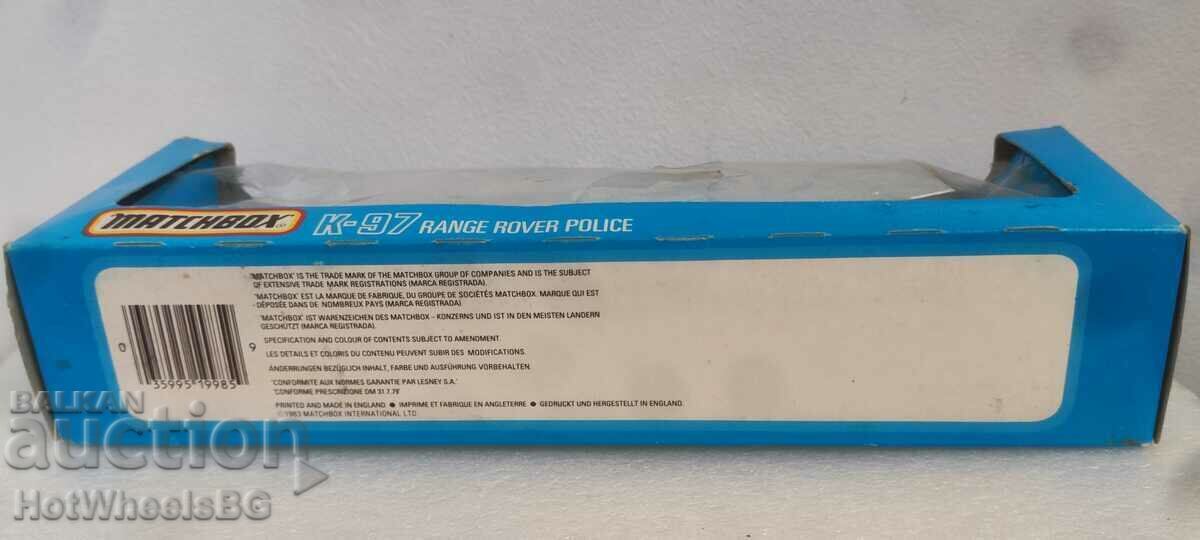 MATCHBOX K-97 RANGE ROVER POLICE
'MATCHBOX' IS THE TRADE MARK OF THE MATCHBOX GROUP OF COMPANIES AND IS THE SUBJECT
OF EXTENSIVE TRADE MARK REGISTRATIONS (MARCA REGISTRADA).
'MATCHBOX' EST LA MARQUE DE FABRIQUE, DU GROUPE DE SOCIÉTÉS MATCHBOX. MARQUE QUI EST
DÉPOSÉE DANS DE NOMBREUX PAYS (MARCA REGISTRADA)
'MATCHBOX' IST WARENZEICHEN DES MATCHBOX – KONZERNS UND IST IN DEN MEISTEN LANDERN
GESCHÜTZT (MARCA REGISTRADA).
SPECIFICATION AND COLOUR OF CONTENTS SUBJECT TO AMENDMENT.
LES DETAILS ET COLORIS DU CONTENU PEUVENT SUBIR DES MODIFICATIONS.
ÄNDERRUNGEN BEZÜGLICH INHALT, FARBE UND AUSFÜHRUNG VORBEHALTEN.
"CONFORMITE AUX NORMES GARANTIE PAR LESNEY S.A."
"CONFORME PRESCRIZIONE DM 31.7.79"
PRINTED AND MADE IN ENGLAND ● IMPRIME ET FABRIQUE EN ANGLETERRE ● GEDRUCKT UND HERGESTELLT IN ENGLAND.
©1983 MATCHBOX INTERNATIONAL LTD.
0 35995 19985 9
BALKAN
auction
HotWheelsBG